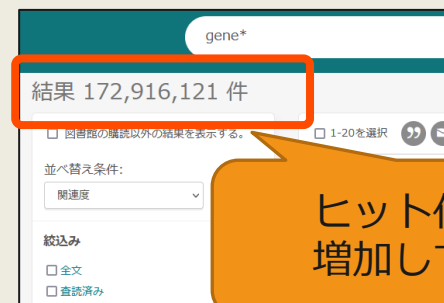 gene*
結果 172,916,121 件
図書館の購読以外の結果を表示する。
1-20を選択
並べ替え条件:
関連度
ヒット
増加し
絞込み
全文
査読済み